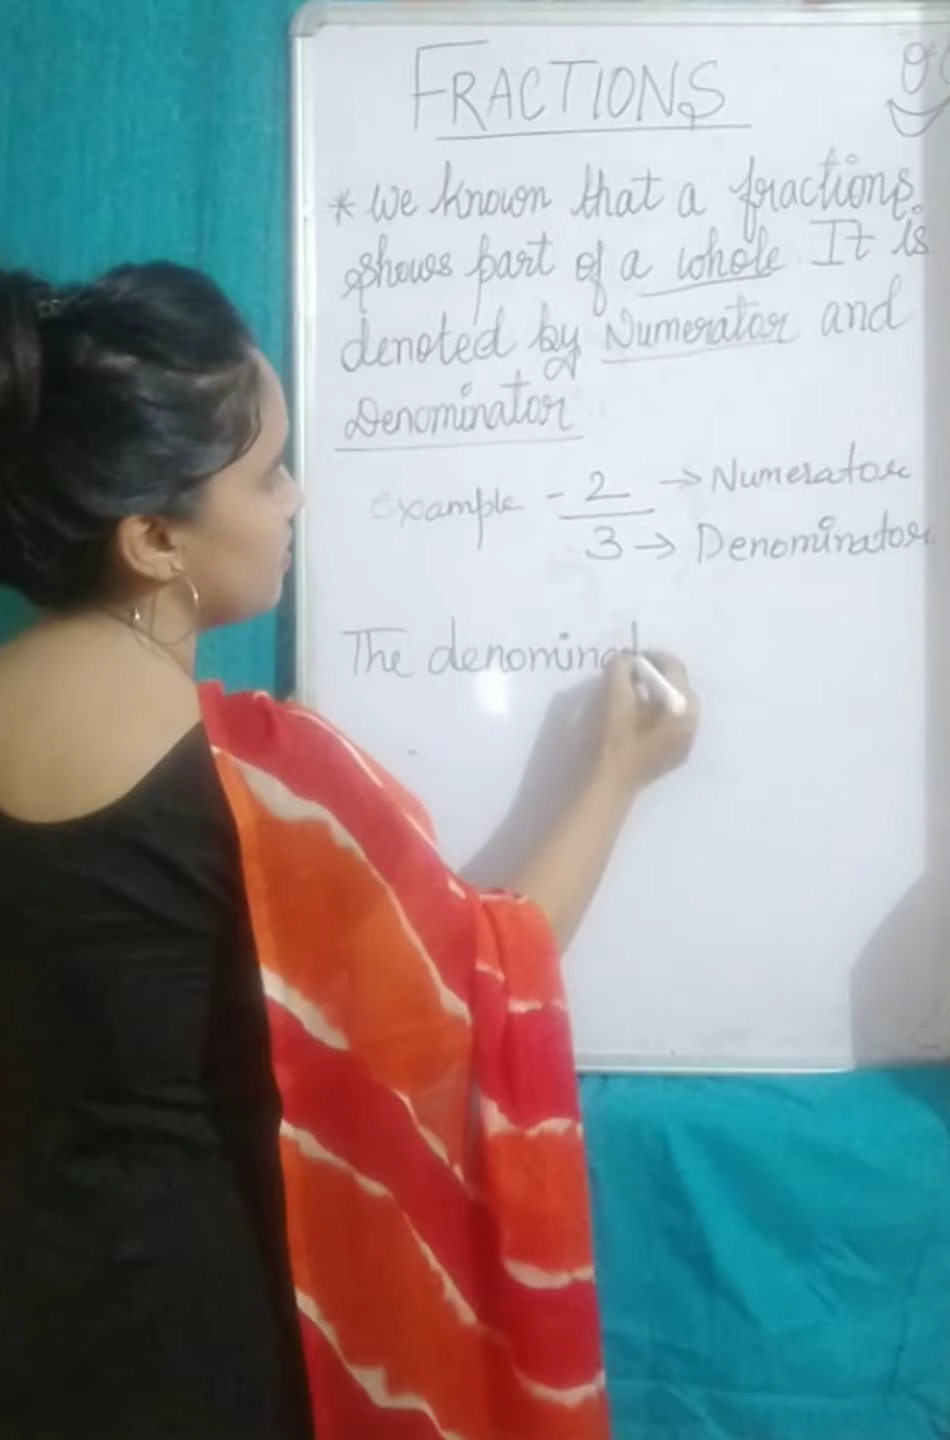 FRACTIONS
* We known that a fractions
shows part of a whole. It is
denoted by Numerator and
Denominator
example - 2 → Numerator
3 → Denominator
The denominat